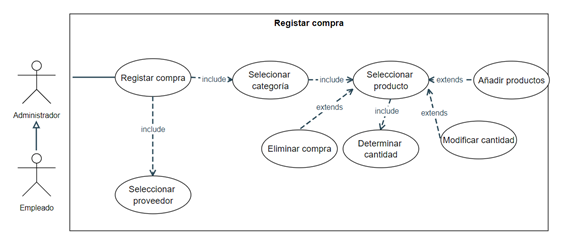 Registar compra
Registar compra
include
Selecionar
categoría
include
Seleccionar
producto
extends
Añadir productos
Administrador
extends
include
extends
include
Eliminar compra
Determinar
cantidad
Modificar cantidad
Seleccionar
proveedor
Empleado